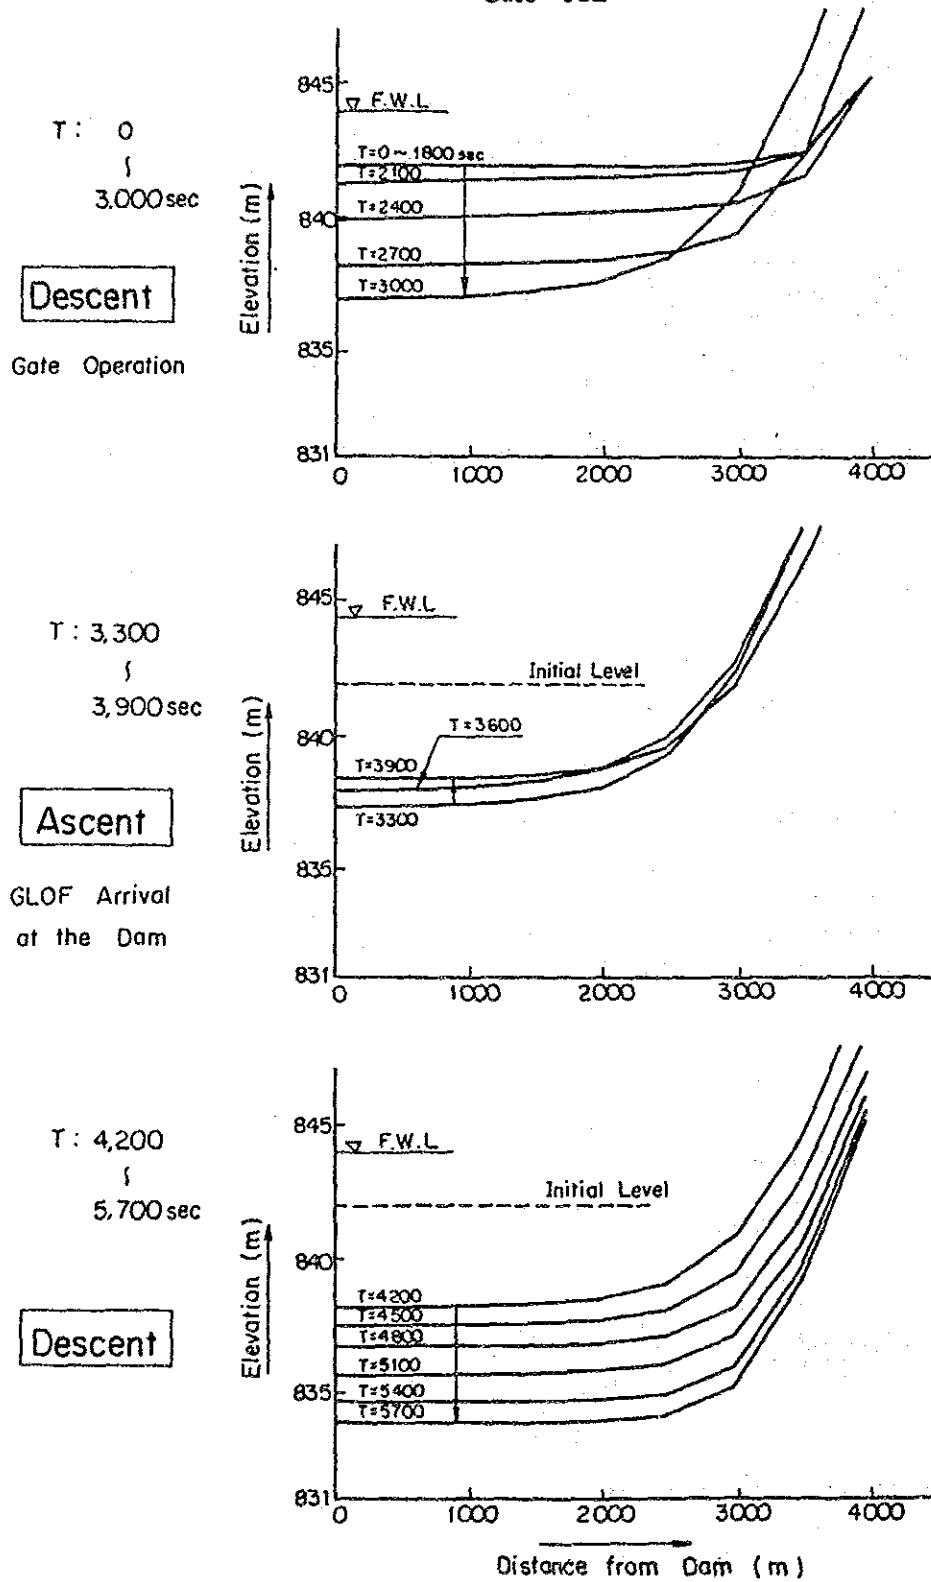 845
▽ F.W.L
T: 0
∫
3.000 sec
T=0~1800 sec
T=2100
840
T=2400
T=2700
T=3000
Elevation (m)
Descent
835
Gate Operation
831
0 1000 2000 3000 4000
845
▽ F.W.L
T: 3,300
∫
3,900 sec
Initial Level
T=3600
840
T=3900
T=3300
Elevation (m)
Ascent
835
GLOF Arrival
at the Dam
831
0 1000 2000 3000 4000
845
▽ F.W.L
T: 4,200
∫
5,700 sec
Initial Level
840
T=4200
T=4500
T=4800
T=5100
T=5400
T=5700
Elevation (m)
Descent
835
831
0 1000 2000 3000 4000
Distance from Dam (m)